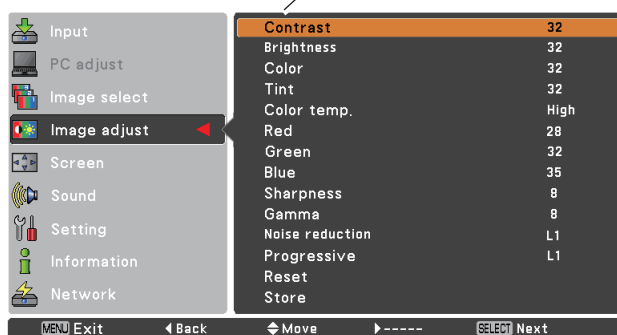 Input
PC adjust
Image select
Image adjust
Screen
Sound
Setting
Information
Network
Contrast 32
Brightness 32
Color 32
Tint 32
Color temp. High
Red 28
Green 32
Blue 35
Sharpness 8
Gamma 8
Noise reduction L1
Progressive L1
Reset
Store
MENU Exit Back Move ----- SELECT Next